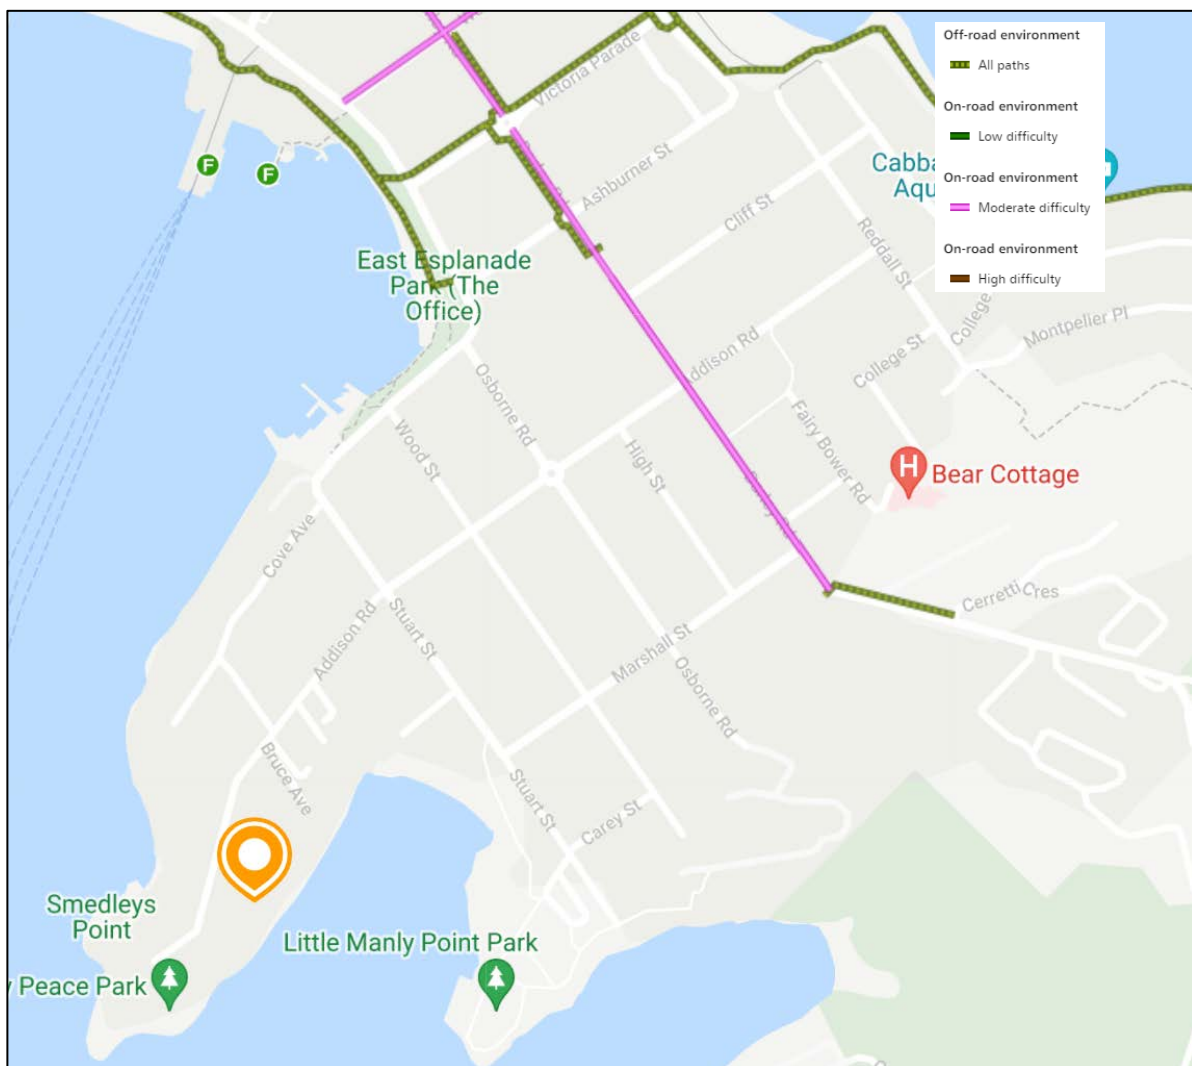 Off-road environment
All paths
On-road environment
Low difficulty
On-road environment
Moderate difficulty
On-road environment
High difficulty
Victoria Parade
F
F
Ashburner St
Cliff St
Reddall St
East Esplanade
Park (The
Office)
Addison Rd
College St
College
Montpelier Pl
Osborne Rd
Wood St
High St
Fairy Bower Rd
H
Bear Cottage
Cove Ave
Cerretti Cres
Addison Rd
Stuart St
Marshall St
Osborne Rd
Bruce Ave
Stuart St
Carey St
Smedleys
Point
Little Manly Point Park
Peace Park